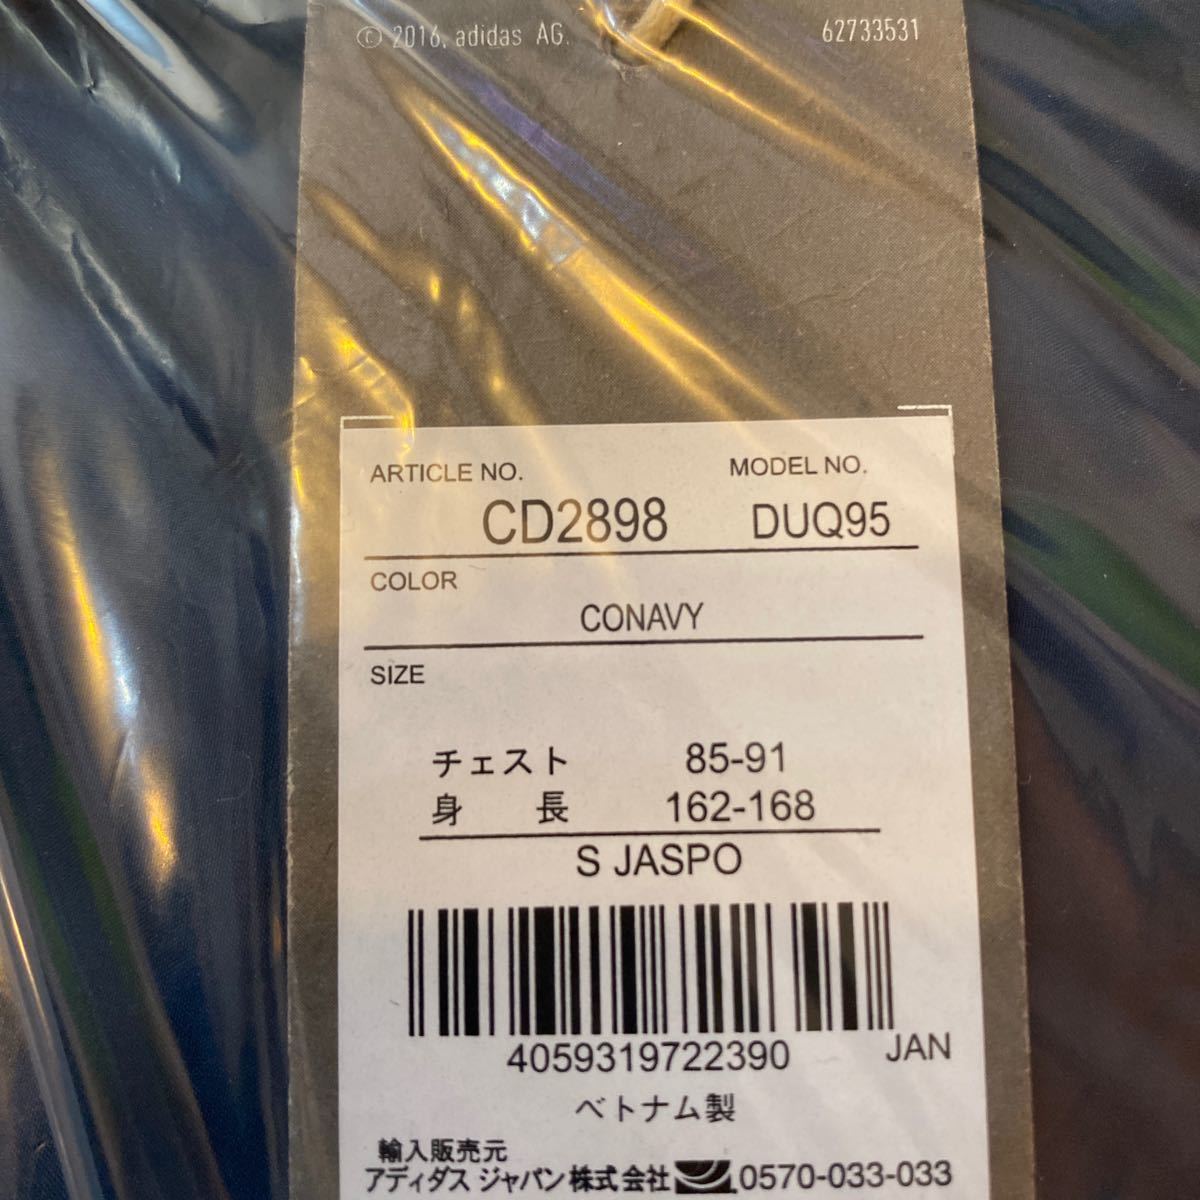 © 2016, adidas AG. 62733531
ARTICLE NO. MODEL NO.
CD2898 DUQ95
COLOR
CONAVY
SIZE
チェスト 85-91
身長 162-168
S JASPO
4059319722390 JAN
ベトナム製
輸入販売元
アディダス ジャパン株式会社 0570-033-033